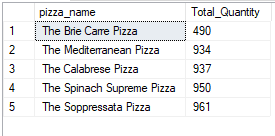 pizza_name Total_Quantity
1 The Brie Carre Pizza 490
2 The Mediterranean Pizza 934
3 The Calabrese Pizza 937
4 The Spinach Supreme Pizza 950
5 The Soppressata Pizza 961